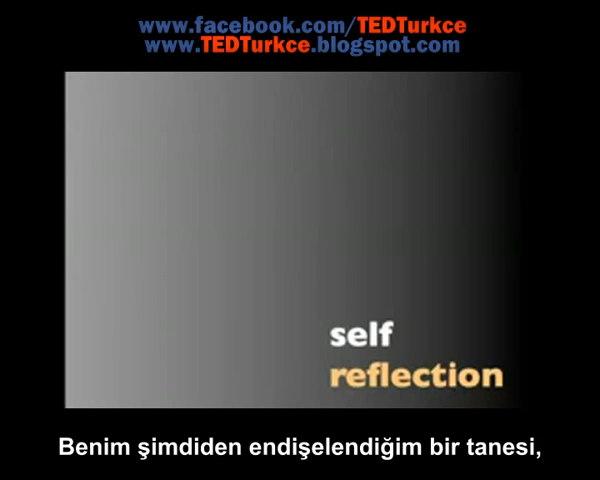 www.facebook.com/TEDTurkce
www.TEDTurkce.blogspot.com
self
reflection
Benim şimdiden endişelendiğim bir tanesi,